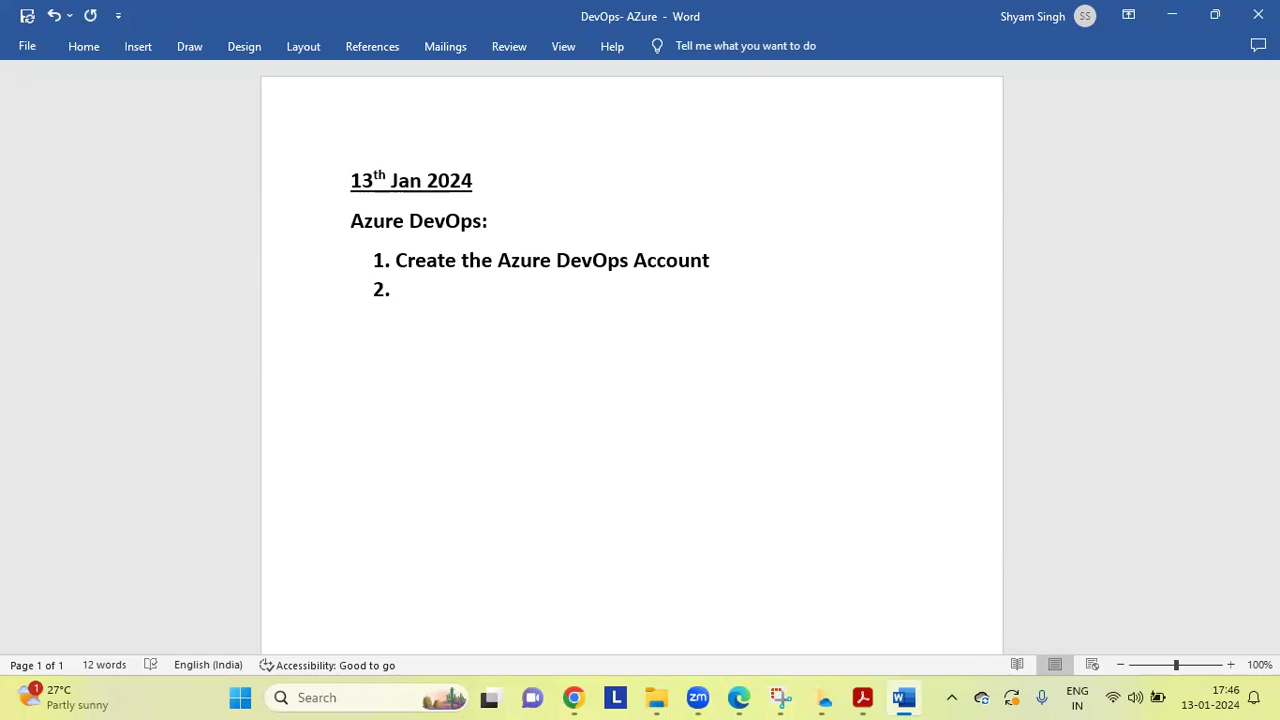 DevOps- AZure - Word
Shyam Singh SS
File Home Insert Draw Design Layout References Mailings Review View Help Tell me what you want to do
13th Jan 2024
Azure DevOps:
1. Create the Azure DevOps Account
2.
Page 1 of 1 12 words English (India) Accessibility: Good to go 100%
1 27°C
Partly sunny
Search
L
zm
W
ENG
IN
17:46
13-01-2024